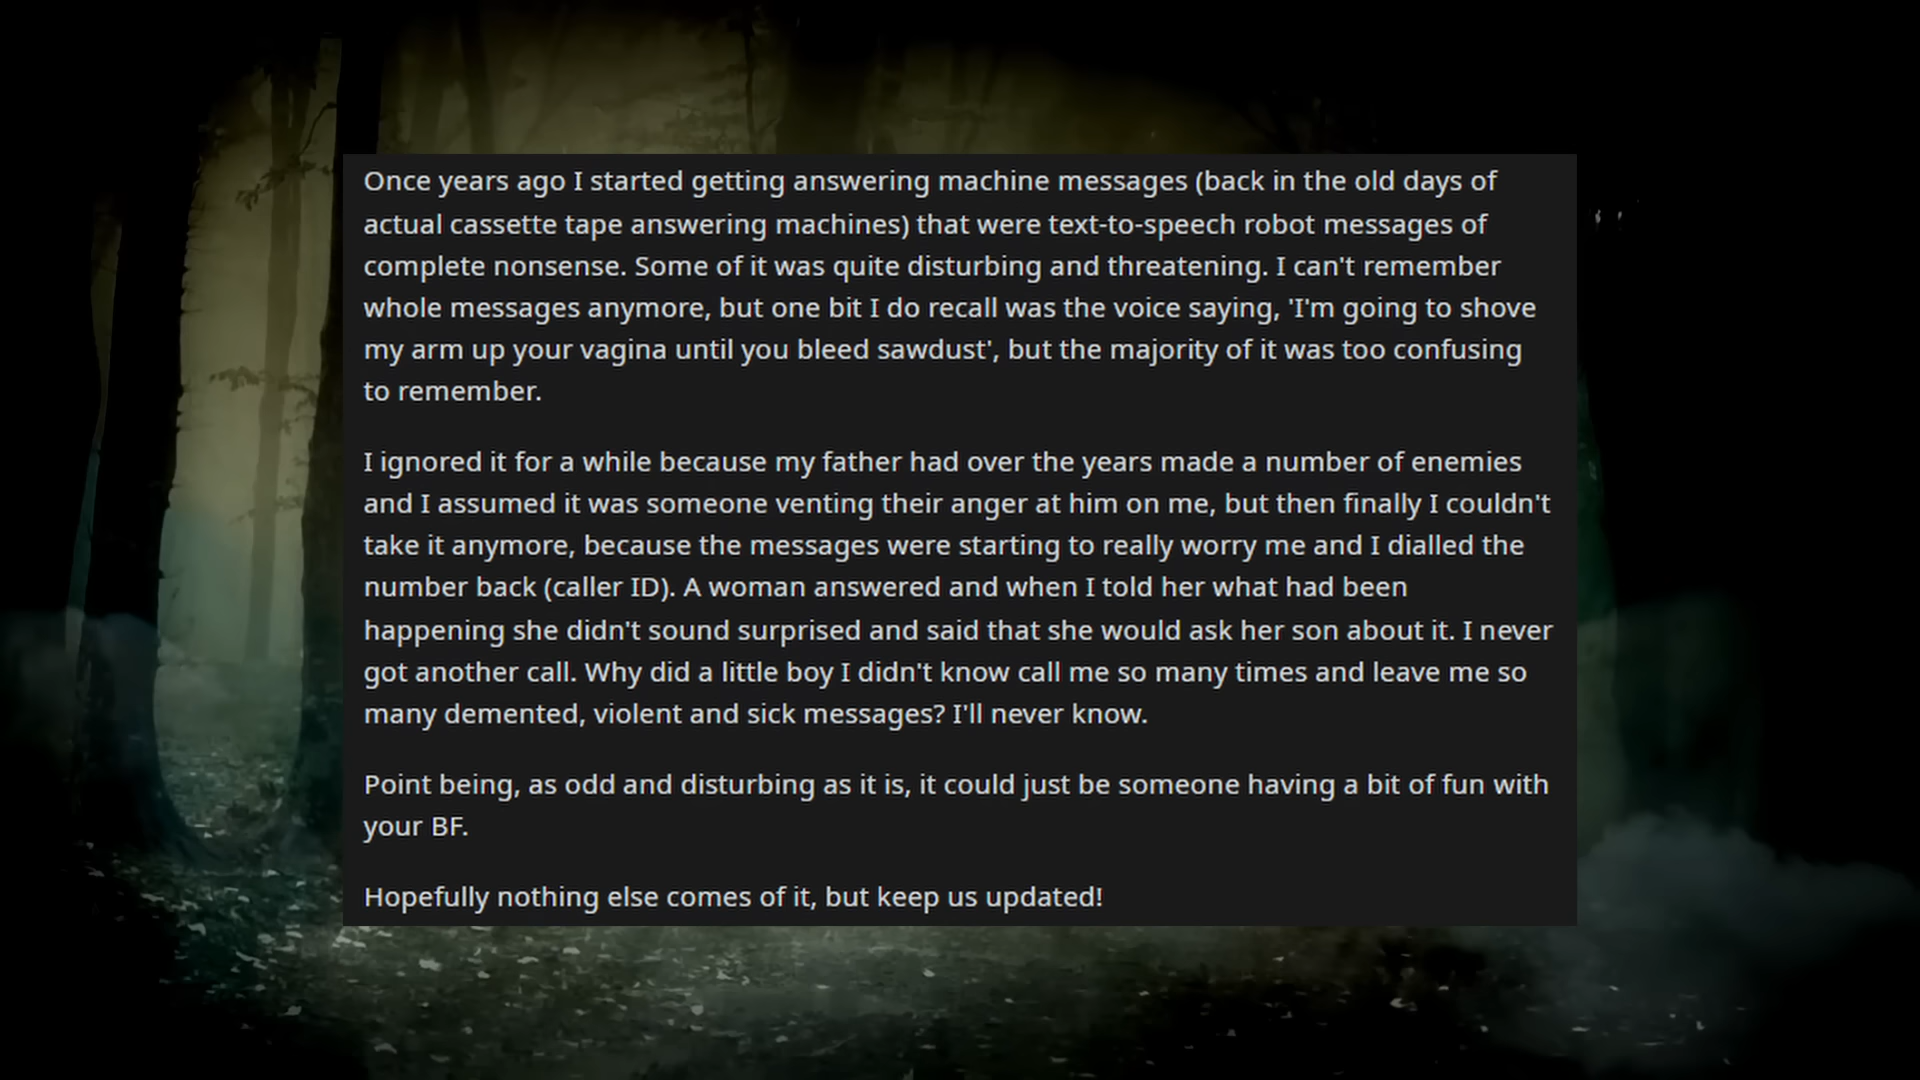 Once years ago I started getting answering machine messages (back in the old days of
actual cassette tape answering machines) that were text-to-speech robot messages of
complete nonsense. Some of it was quite disturbing and threatening. I can't remember
whole messages anymore, but one bit I do recall was the voice saying, 'I'm going to shove
my arm up your vagina until you bleed sawdust', but the majority of it was too confusing
to remember.
I ignored it for a while because my father had over the years made a number of enemies
and I assumed it was someone venting their anger at him on me, but then finally I couldn't
take it anymore, because the messages were starting to really worry me and I dialled the
number back (caller ID). A woman answered and when I told her what had been
happening she didn't sound surprised and said that she would ask her son about it. I never
got another call. Why did a little boy I didn't know call me so many times and leave me so
many demented, violent and sick messages? I'll never know.
Point being, as odd and disturbing as it is, it could just be someone having a bit of fun with
your BF.
Hopefully nothing else comes of it, but keep us updated!